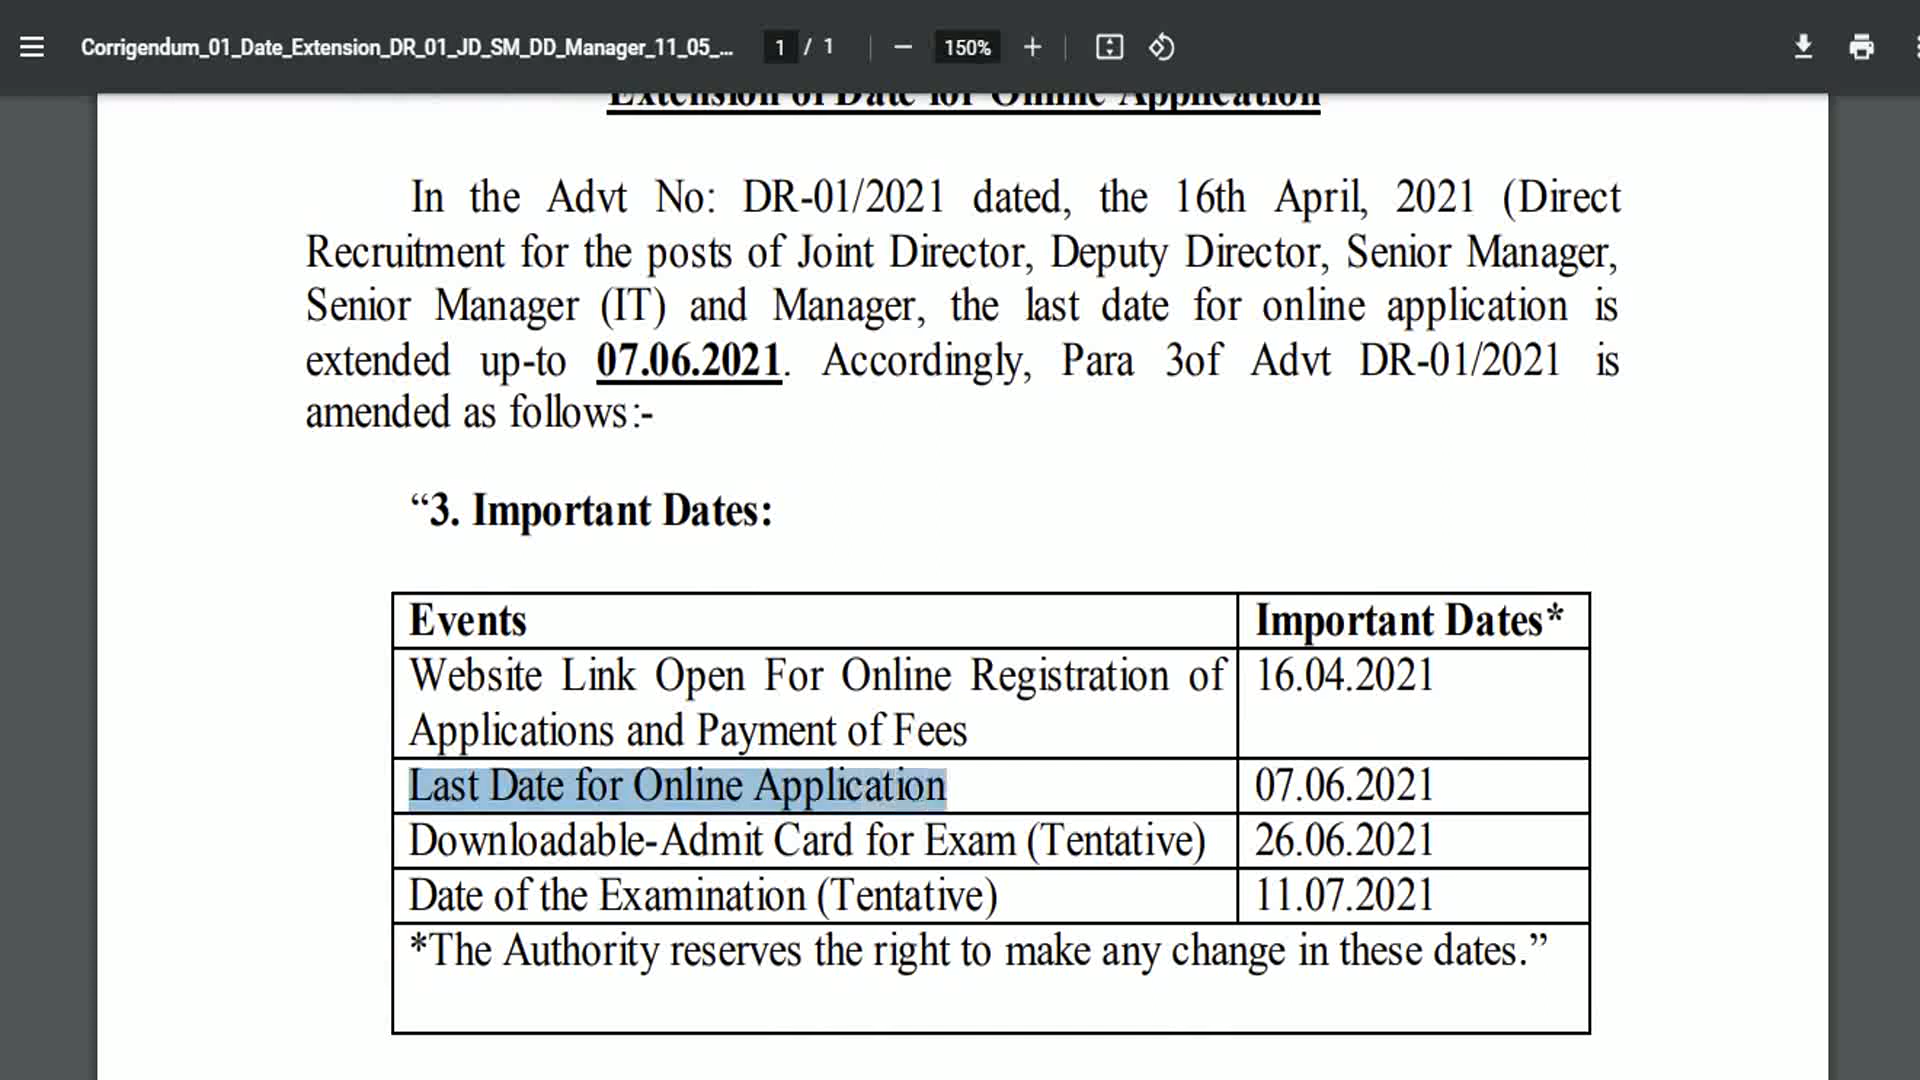 Corrigendum_01_Date_Extension_DR_01_JD_SM_DD_Manager_11_05_...
1 / 1
150%
Extension of Date for Online Application
In the Advt No: DR-01/2021 dated, the 16th April, 2021 (Direct
Recruitment for the posts of Joint Director, Deputy Director, Senior Manager,
Senior Manager (IT) and Manager, the last date for online application is
extended up-to 07.06.2021. Accordingly, Para 3of Advt DR-01/2021 is
amended as follows:-
“3. Important Dates:
Events Important Dates*
Website Link Open For Online Registration of 16.04.2021
Applications and Payment of Fees
Last Date for Online Application 07.06.2021
Downloadable-Admit Card for Exam (Tentative) 26.06.2021
Date of the Examination (Tentative) 11.07.2021
*The Authority reserves the right to make any change in these dates.”